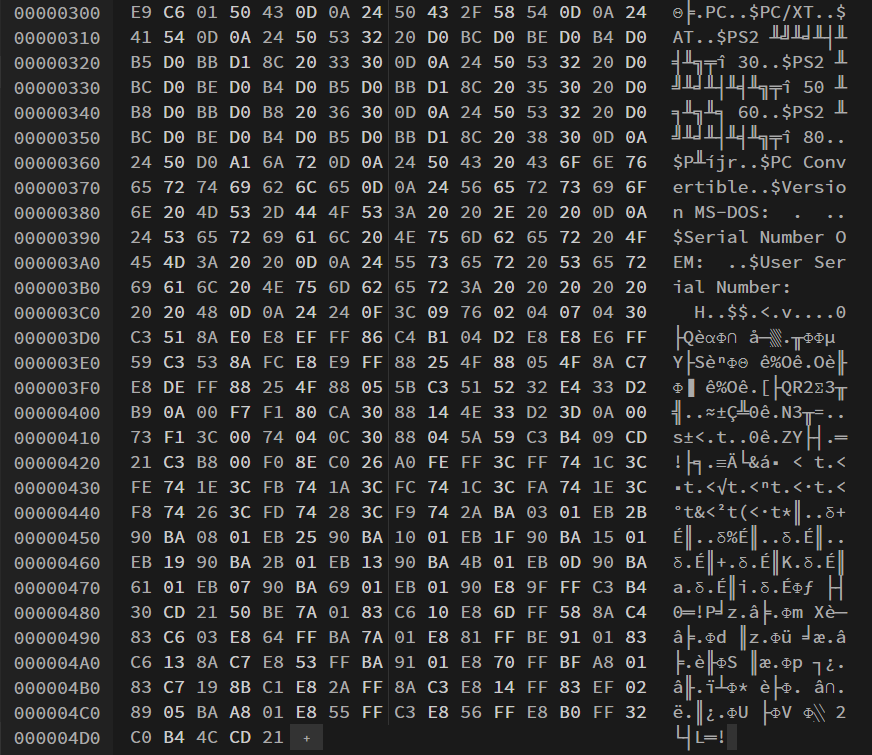 00000300 E9 C6 01 50 43 0D 0A 24 50 43 2F 58 54 0D 0A 24 Θ╞.PC..$PC/XT..$
00000310 41 54 0D 0A 24 50 53 32 20 D0 BC D0 BE D0 B4 D0 AT..$PS2 ╨╝╨╛╨┤╨
00000320 B5 D0 BB D1 8C 20 33 30 0D 0A 24 50 53 32 20 D0 ╡╨╗╤î 30..$PS2 ╨
00000330 BC D0 BE D0 B4 D0 B5 D0 BB D1 8C 20 35 30 20 D0 ╝╨╛╨┤╨╡╨╗╤î 50 ╨
00000340 B8 D0 BB D0 B8 20 36 30 0D 0A 24 50 53 32 20 D0 ╕╨╗╨╕ 60..$PS2 ╨
00000350 BC D0 BE D0 B4 D0 B5 D0 BB D1 8C 20 38 30 0D 0A ╝╨╛╨┤╨╡╨╗╤î 80..
00000360 24 50 D0 A1 6A 72 0D 0A 24 50 43 20 43 6F 6E 76 $P╨íjr..$PC Conv
00000370 65 72 74 69 62 6C 65 0D 0A 24 56 65 72 73 69 6F ertible..$Versio
00000380 6E 20 4D 53 2D 44 4F 53 3A 20 20 2E 20 20 0D 0A n MS-DOS:  .  ..
00000390 24 53 65 72 69 61 6C 20 4E 75 6D 62 65 72 20 4F $Serial Number O
000003A0 45 4D 3A 20 20 0D 0A 24 55 73 65 72 20 53 65 72 EM:  ..$User Ser
000003B0 69 61 6C 20 4E 75 6D 62 65 72 3A 20 20 20 20 20 ial Number:
000003C0 20 20 48 0D 0A 24 24 0F 3C 09 76 02 04 07 04 30   H..$$.<.v....0
000003D0 C3 51 8A E0 E8 EF FF 86 C4 B1 04 D2 E8 E8 E6 FF ├QèαΦ∩ å─▒.╥ΦΦµ
000003E0 59 C3 53 8A FC E8 E9 FF 88 25 4F 88 05 4F 8A C7 Y├SèⁿΦΘ ê%Oê.Oè╟
000003F0 E8 DE FF 88 25 4F 88 05 5B C3 51 52 32 E4 33 D2 Φ▐ ê%Oê.[├QR2Σ3╥
00000400 B9 0A 00 F7 F1 80 CA 30 88 14 4E 33 D2 3D 0A 00 ╣..≈±Ç╩0ê.N3╥=..
00000410 73 F1 3C 00 74 04 0C 30 88 04 5A 59 C3 B4 09 CD s±<.t..0ê.ZY├┤.═
00000420 21 C3 B8 00 F0 8E C0 26 A0 FE FF 3C FF 74 1C 3C !├╕.≡Ä└&á■ < t.<
00000430 FE 74 1E 3C FB 74 1A 3C FC 74 1C 3C FA 74 1E 3C ■t.<√t.<ⁿt.<·t.<
00000440 F8 74 26 3C FD 74 28 3C F9 74 2A BA 03 01 EB 2B °t&<²t(<∙t*║..δ+
00000450 90 BA 08 01 EB 25 90 BA 10 01 EB 1F 90 BA 15 01 É║..δ%É║..δ.É║..
00000460 EB 19 90 BA 2B 01 EB 13 90 BA 4B 01 EB 0D 90 BA δ.É║+.δ.É║K.δ.É║
00000470 61 01 EB 07 90 BA 69 01 EB 01 90 E8 9F FF C3 B4 a.δ.É║i.δ.ÉΦƒ ├┤
00000480 30 CD 21 50 BE 7A 01 83 C6 10 E8 6D FF 58 8A C4 0═!P╛z.â╞.Φm Xè─
00000490 83 C6 03 E8 64 FF BA 7A 01 E8 81 FF BE 91 01 83 â╞.Φd ║z.Φü ╛æ.â
000004A0 C6 13 8A C7 E8 53 FF BA 91 01 E8 70 FF BF A8 01 ╞.è╟ΦS ║æ.Φp ┐¿.
000004B0 83 C7 19 8B C1 E8 2A FF 8A C3 E8 14 FF 83 EF 02 â╟.ï┴Φ* è├Φ. â∩.
000004C0 89 05 BA A8 01 E8 55 FF C3 E8 56 FF E8 B0 FF 32 ë.║¿.ΦU ├ΦV Φ░ 2
000004D0 C0 B4 4C CD 21 + └┤L═!